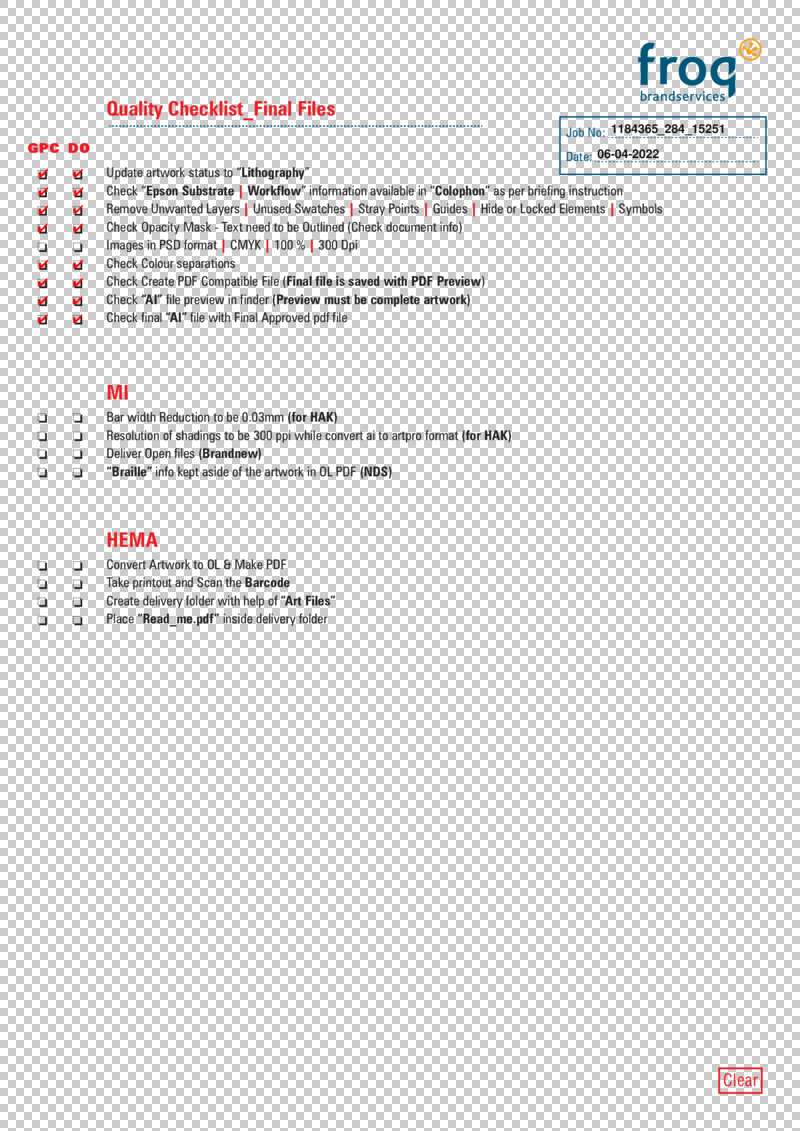 froq
brandservices
Quality Checklist_Final Files
Job No: 1184365_284_15251
Date: 06-04-2022
GPC DO
Update artwork status to “Lithography”
Check “Epson Substrate | Workflow” information available in “Colophon” as per briefing instruction
Remove Unwanted Layers | Unused Swatches | Stray Points | Guides | Hide or Locked Elements | Symbols
Check Opacity Mask - Text need to be Outlined (Check document info)
Images in PSD format | CMYK | 100 % | 300 Dpi
Check Colour separations
Check Create PDF Compatible File (Final file is saved with PDF Preview)
Check “AI” file preview in finder (Preview must be complete artwork)
Check final “AI” file with Final Approved pdf file
MI
Bar width Reduction to be 0.03mm (for HAK)
Resolution of shadings to be 300 ppi while convert ai to artpro format (for HAK)
Deliver Open files (Brandnew)
“Braille” info kept aside of the artwork in OL PDF (NDS)
HEMA
Convert Artwork to OL & Make PDF
Take printout and Scan the Barcode
Create delivery folder with help of “Art Files”
Place “Read_me.pdf” inside delivery folder
Clear